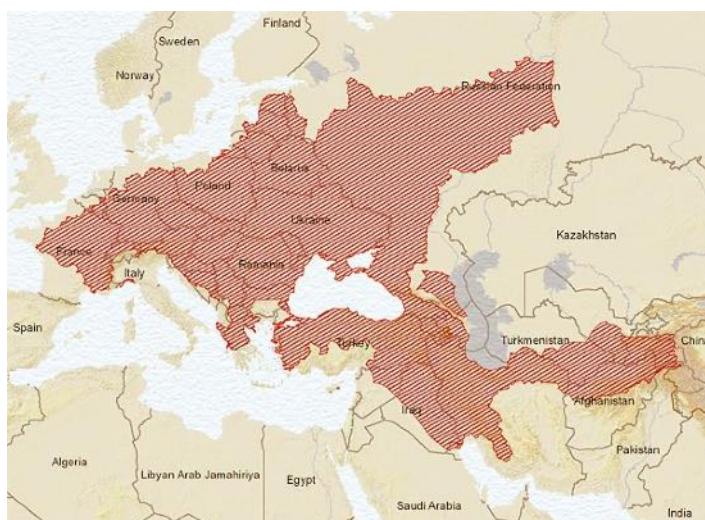 Finland
Sweden
Norway
Russian Federation
Belarus
Poland
Germany
Ukraine
Kazakhstan
France
Romania
Italy
Spain
Turkey
Turkmenistan
China
Iraq
Afghanistan
Pakistan
Algeria
Libyan Arab Jamahiriya
Egypt
Saudi Arabia
India